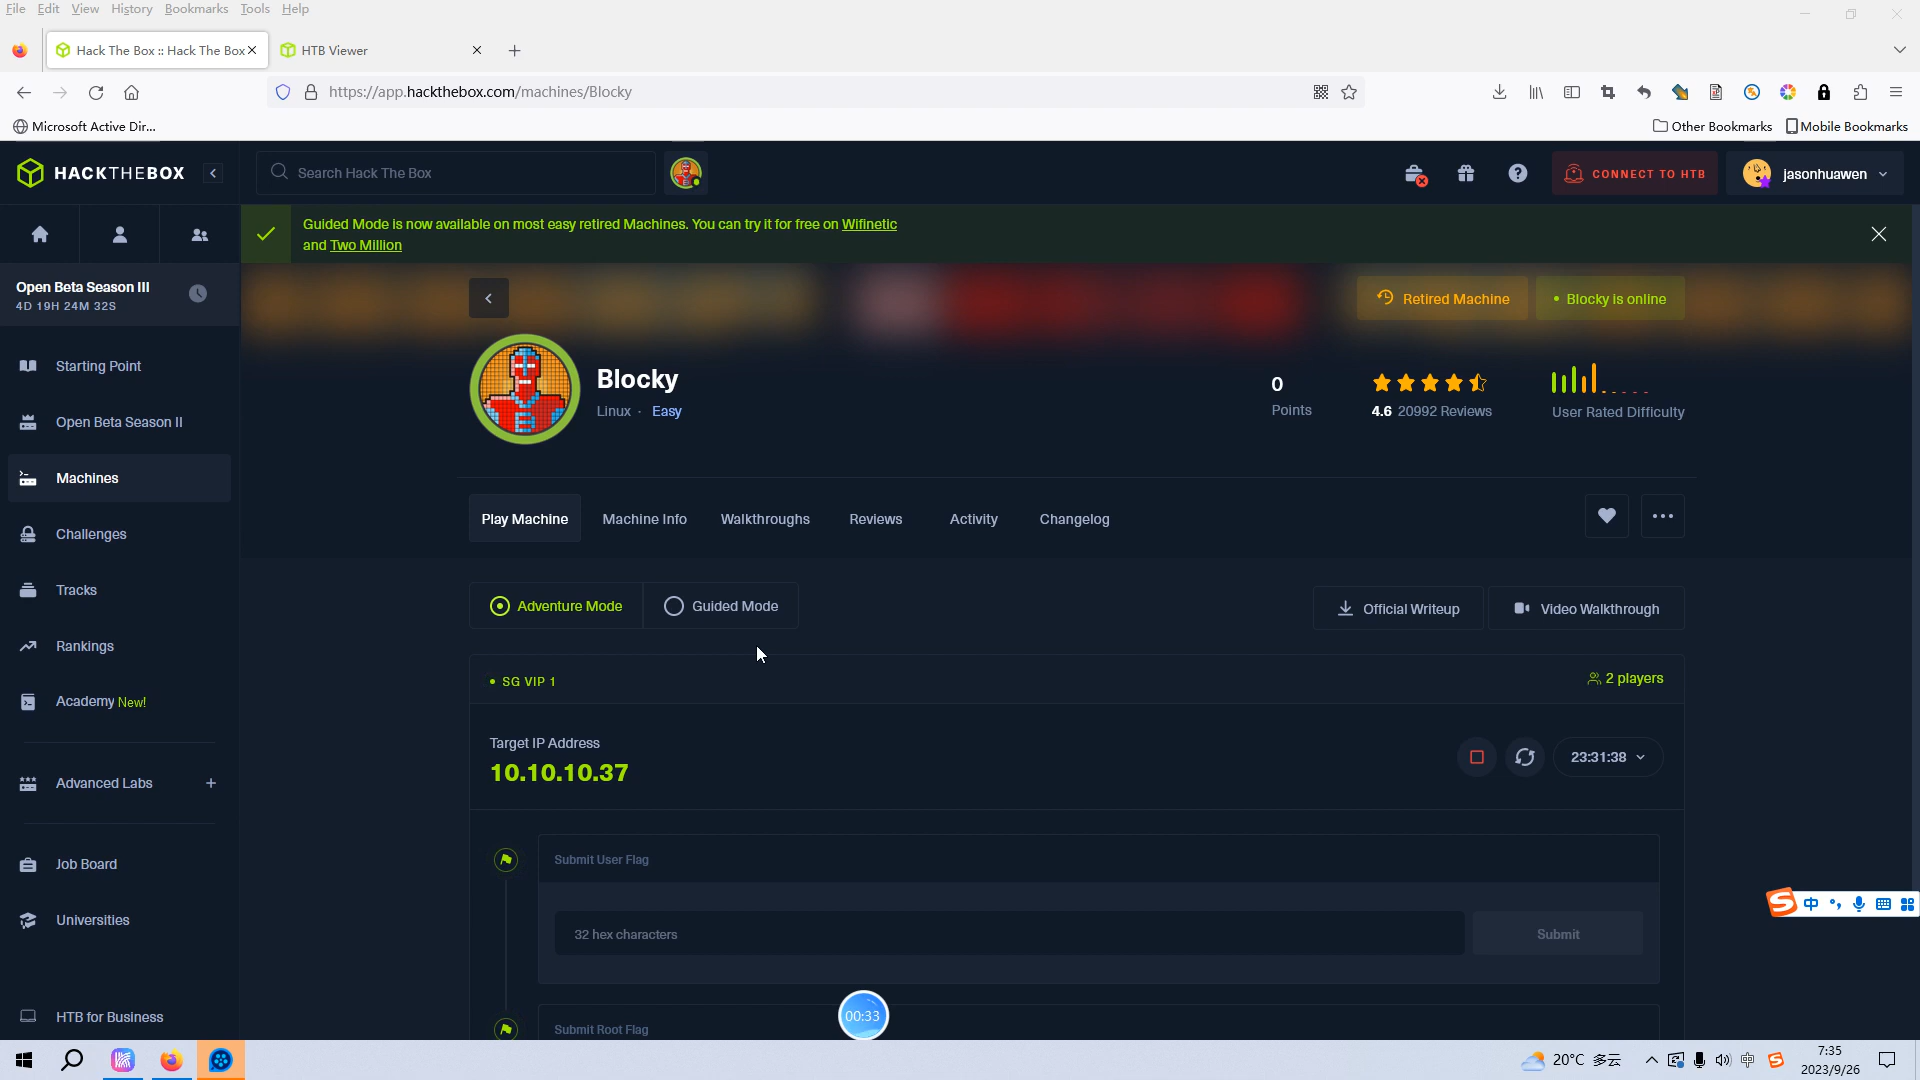 File Edit View History Bookmarks Tools Help
Hack The Box :: Hack The Box
HTB Viewer
https://app.hackthebox.com/machines/Blocky
Microsoft Active Dir...
Other Bookmarks
Mobile Bookmarks
HACKTHEBOX
Search Hack The Box
CONNECT TO HTB
jasonhuawen
Guided Mode is now available on most easy retired Machines. You can try it for free on Wifinetic
and Two Million
Open Beta Season III
4D 19H 24M 32S
Retired Machine
Blocky is online
Starting Point
Open Beta Season II
Machines
Challenges
Tracks
Rankings
Academy New!
Advanced Labs +
Job Board
Universities
HTB for Business
Blocky
Linux · Easy
0
Points
4.6 20992 Reviews
User Rated Difficulty
Play Machine
Machine Info
Walkthroughs
Reviews
Activity
Changelog
Adventure Mode
Guided Mode
Official Writeup
Video Walkthrough
SG VIP 1
2 players
Target IP Address
10.10.10.37
23:31:38
Submit User Flag
32 hex characters
Submit
Submit Root Flag
00:33
中
20°C 多云
中
7:35
2023/9/26